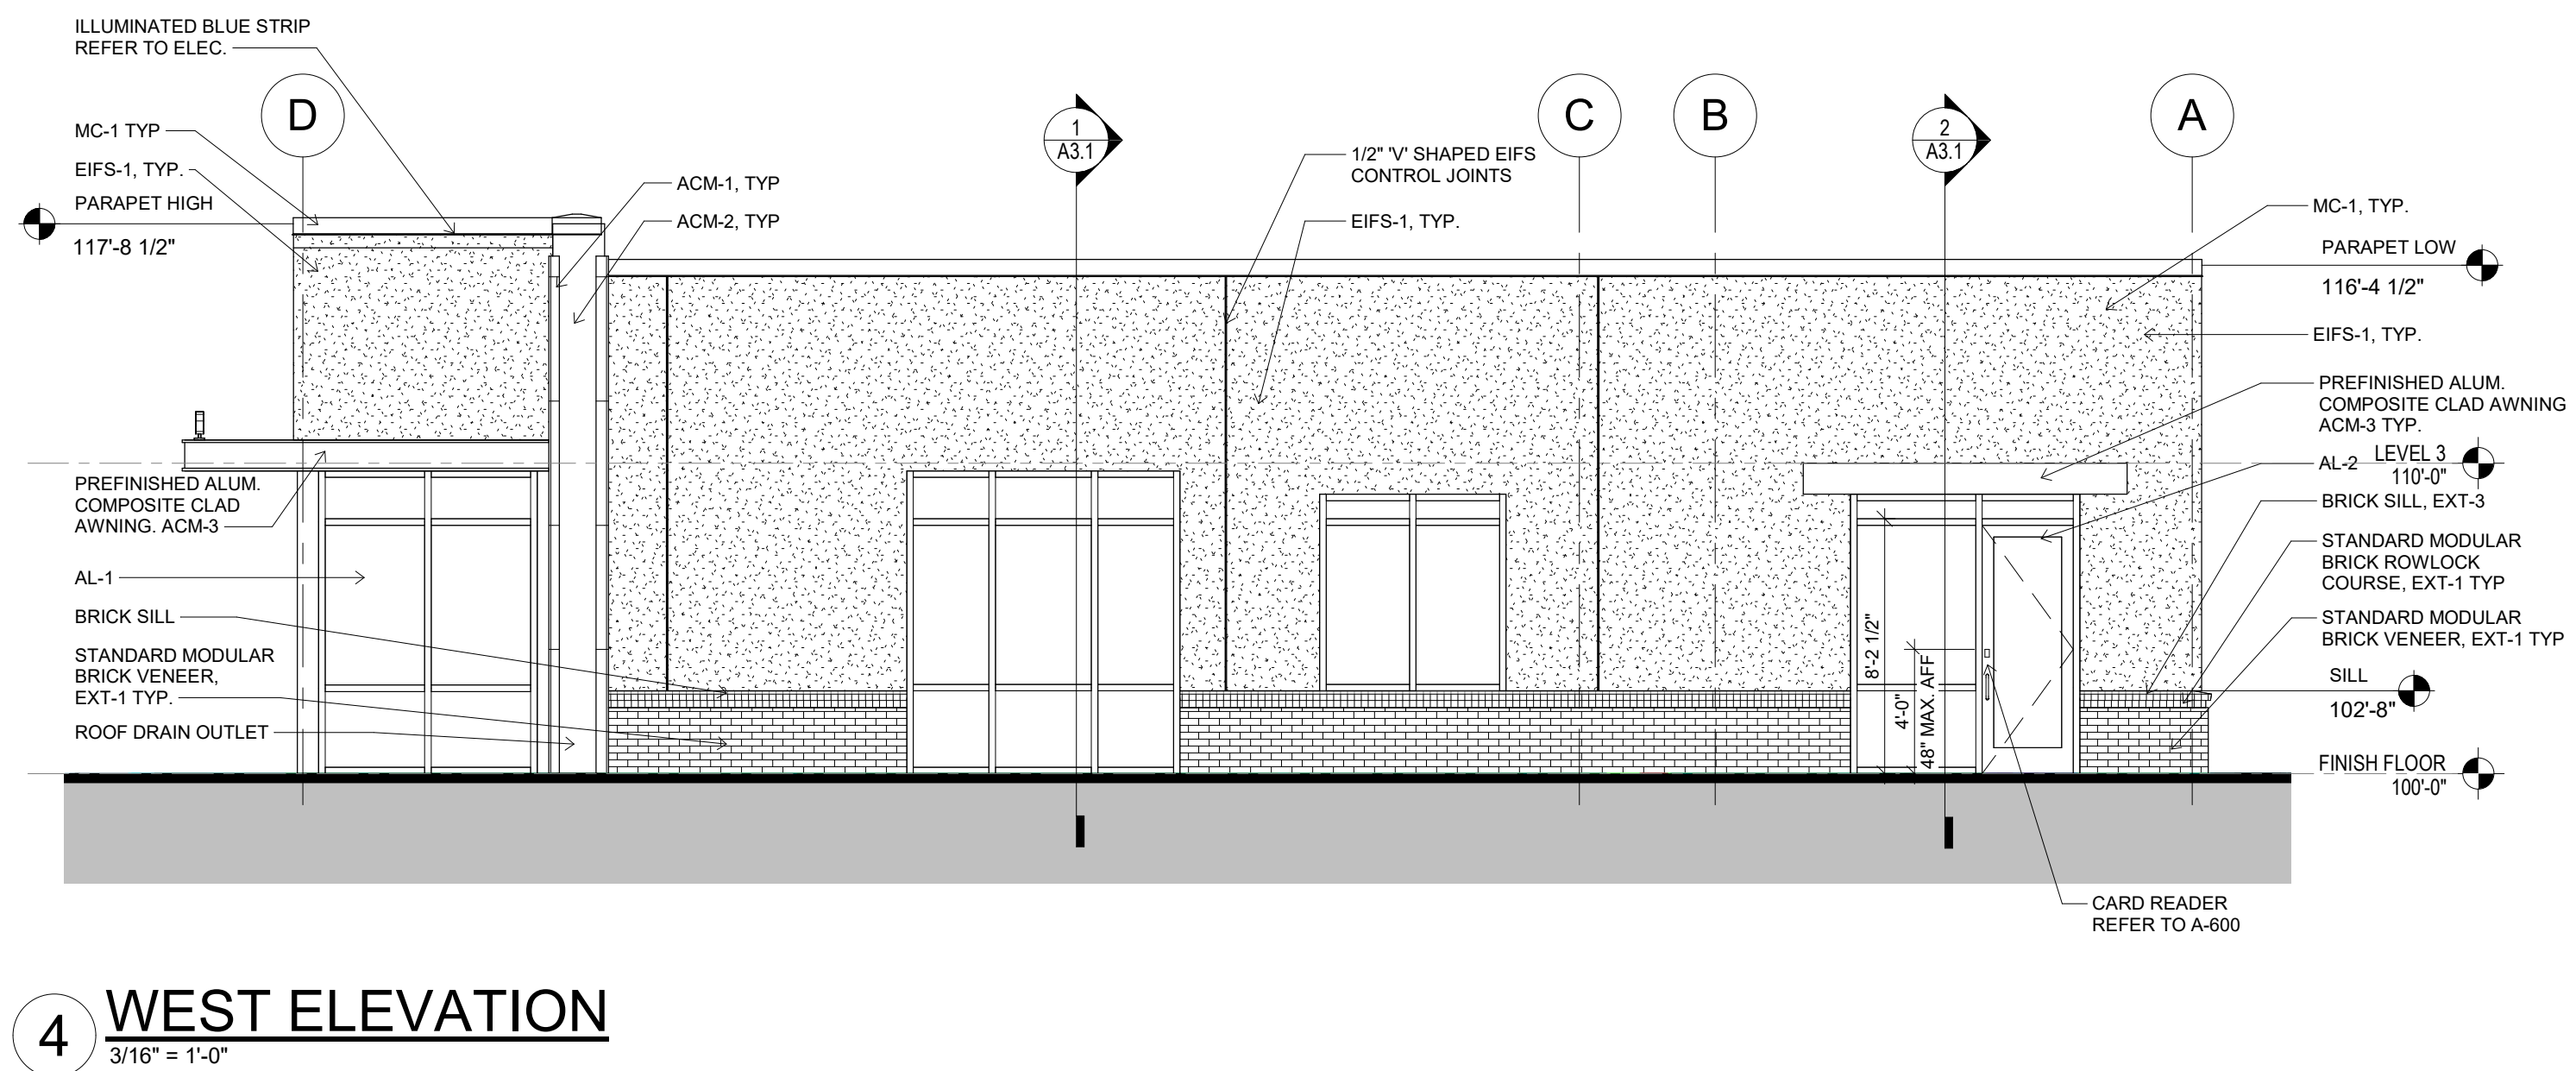 ILLUMINATED BLUE STRIP
REFER TO ELEC.
MC-1 TYP
EIFS-1, TYP.
PARAPET HIGH
117'-8 1/2"
D
ACM-1, TYP
ACM-2, TYP
1
A3.1
1/2" 'V' SHAPED EIFS
CONTROL JOINTS
EIFS-1, TYP.
C
B
2
A3.1
A
MC-1, TYP.
PARAPET LOW
116'-4 1/2"
EIFS-1, TYP.
PREFINISHED ALUM.
COMPOSITE CLAD AWNING
ACM-3 TYP.
LEVEL 3
110'-0"
AL-2
BRICK SILL, EXT-3
STANDARD MODULAR
BRICK ROWLOCK
COURSE, EXT-1 TYP
STANDARD MODULAR
BRICK VENEER, EXT-1 TYP
SILL
102'-8"
FINISH FLOOR
100'-0"
PREFINISHED ALUM.
COMPOSITE CLAD
AWNING. ACM-3
AL-1
BRICK SILL
STANDARD MODULAR
BRICK VENEER,
EXT-1 TYP.
ROOF DRAIN OUTLET
8'-2 1/2"
4'-0"
48" MAX. AFF
CARD READER
REFER TO A-600
4
WEST ELEVATION
3/16" = 1'-0"